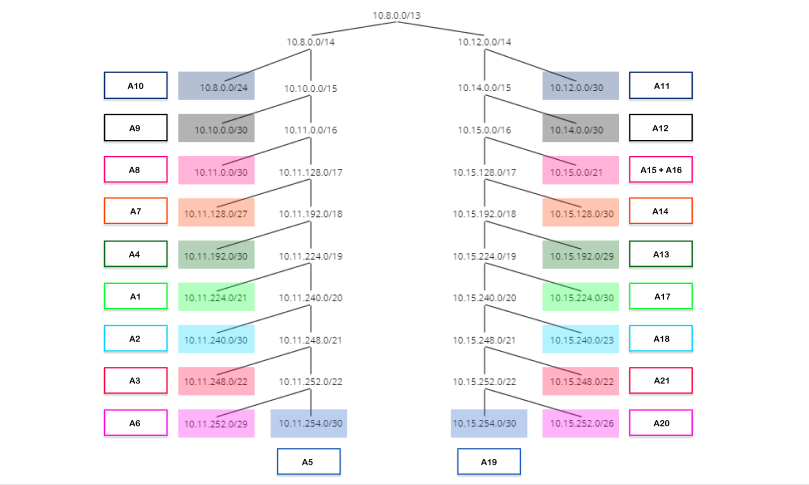 10.8.0.0/13
10.8.0.0/14 10.12.0.0/14
A10 10.8.0.0/24 10.10.0.0/15 10.14.0.0/15 10.12.0.0/30 A11
A9 10.10.0.0/30 10.11.0.0/16 10.15.0.0/16 10.14.0.0/30 A12
A8 10.11.0.0/30 10.11.128.0/17 10.15.128.0/17 10.15.0.0/21 A15 + A16
A7 10.11.128.0/27 10.11.192.0/18 10.15.192.0/18 10.15.128.0/30 A14
A4 10.11.192.0/30 10.11.224.0/19 10.15.224.0/19 10.15.192.0/29 A13
A1 10.11.224.0/21 10.11.240.0/20 10.15.240.0/20 10.15.224.0/30 A17
A2 10.11.240.0/30 10.11.248.0/21 10.15.248.0/21 10.15.240.0/23 A18
A3 10.11.248.0/22 10.11.252.0/22 10.15.252.0/22 10.15.248.0/22 A21
A6 10.11.252.0/29 10.11.254.0/30 10.15.254.0/30 10.15.252.0/26 A20
A5 A19